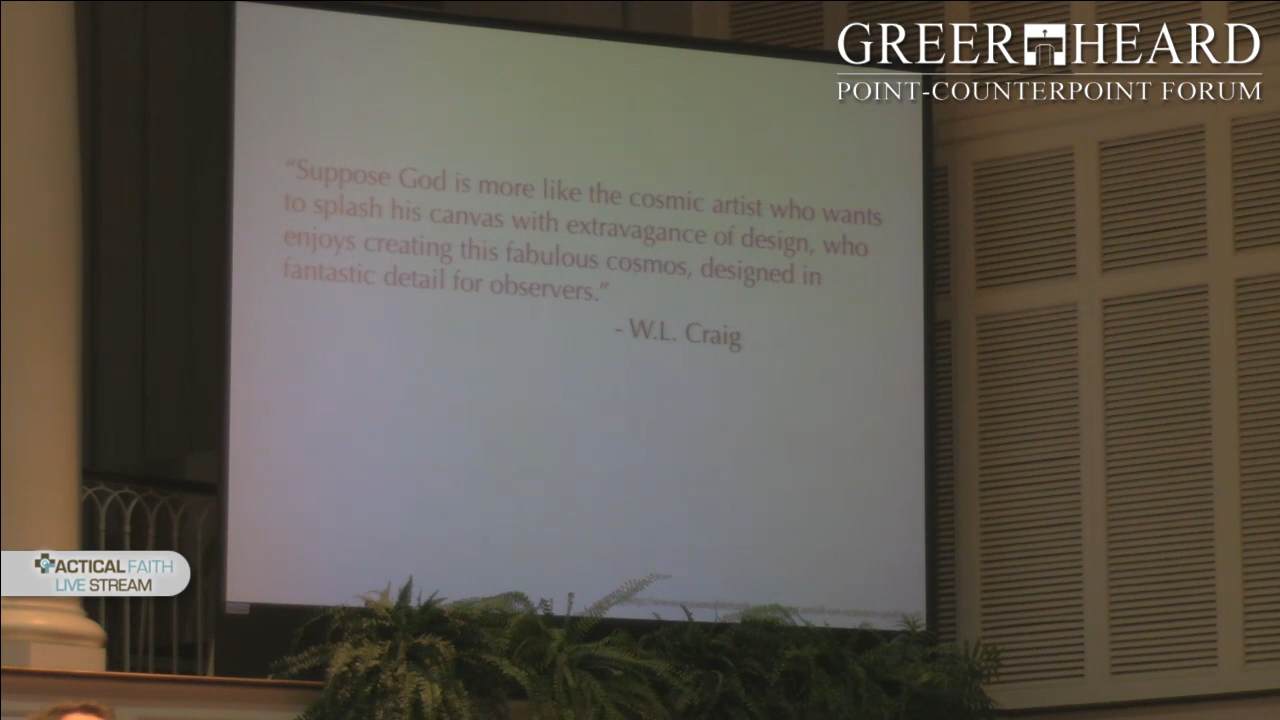 GREER HEARD
POINT-COUNTERPOINT FORUM
“Suppose God is more like the cosmic artist who wants
to splash his canvas with extravagance of design, who
enjoys creating this fabulous cosmos, designed in
fantastic detail for observers.”
- W.L. Craig
TACTICAL FAITH
LIVE STREAM